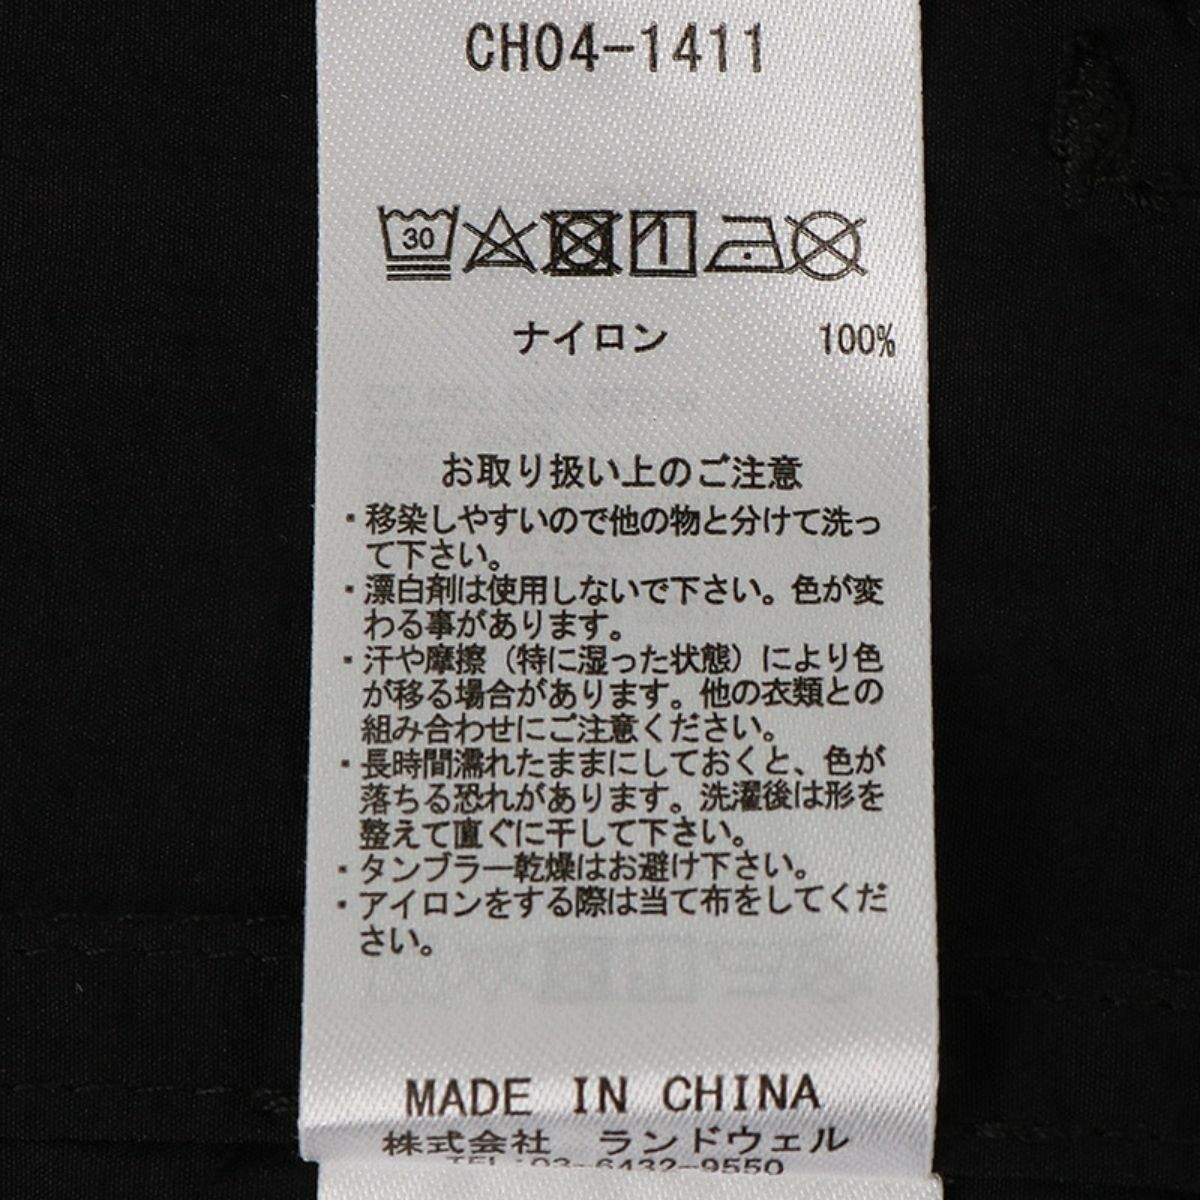 CH04-1411
30
ナイロン 100%
お取り扱い上のご注意
・移染しやすいので他の物と分けて洗っ
て下さい。
・漂白剤は使用しないで下さい。色が変
わる事があります。
・汗や摩擦（特に湿った状態）により色
が移る場合があります。他の衣類との
組み合わせにご注意ください。
・長時間濡れたままにしておくと、色が
落ちる恐れがあります。洗濯後は形を
整えて直ぐに干して下さい。
・タンブラー乾燥はお避け下さい。
・アイロンをする際は当て布をしてくだ
さい。
MADE IN CHINA
株式会社 ランドウェル
TEL:03-6432-9550